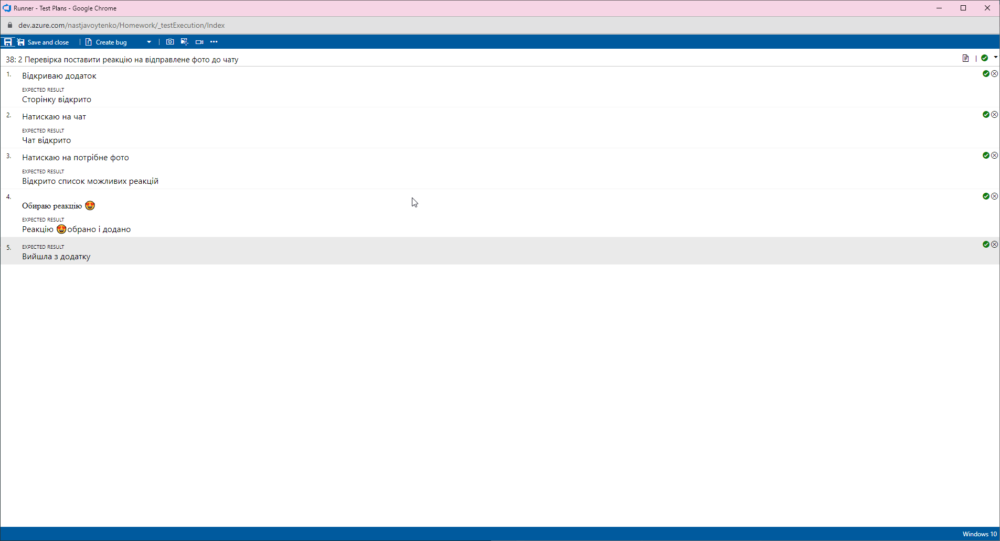 Runner - Test Plans - Google Chrome
dev.azure.com/nastjavoytenko/Homework/_testExecution/Index
Save and close | Create bug | •••
38: 2 Перевірка поставити реакцію на відправлене фото до чату |
1. Відкриваю додаток
EXPECTED RESULT
Сторінку відкрито
2. Натискаю на чат
EXPECTED RESULT
Чат відкрито
3. Натискаю на потрібне фото
EXPECTED RESULT
Відкрито список можливих реакцій
4.
Обираю реакцію 😍
EXPECTED RESULT
Реакцію 😍обрано і додано
5. EXPECTED RESULT
Вийшла з додатку
Windows 10